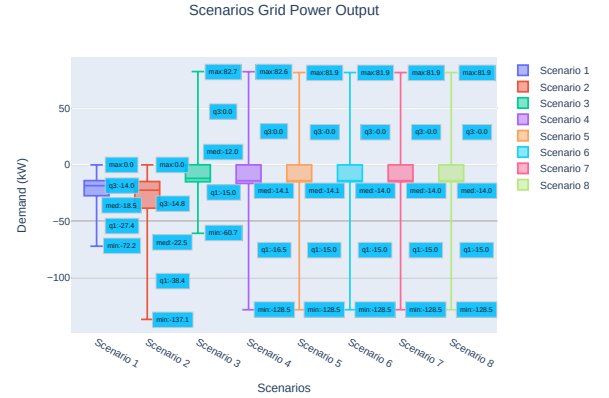 Scenarios Grid Power Output
Demand (kW)
50
0
−50
−100
max:0.0
q3:-14.0
med:-18.5
q1:-27.4
min:-72.2
max:0.0
q3:-14.8
med:-22.5
q1:-38.4
min:-137.1
max:82.7
q3:0.0
med:-12.0
q1:-15.0
min:-60.7
max:82.6
q3:0.0
med:-14.1
q1:-16.5
min:-128.5
max:81.9
q3:-0.0
med:-14.1
q1:-15.0
min:-128.5
max:81.9
q3:-0.0
med:-14.0
q1:-15.0
min:-128.5
max:81.9
q3:-0.0
med:-14.0
q1:-15.0
min:-128.5
max:81.9
q3:-0.0
med:-14.0
q1:-15.0
min:-128.5
Scenario 1
Scenario 2
Scenario 3
Scenario 4
Scenario 5
Scenario 6
Scenario 7
Scenario 8
Scenarios
Scenario 1
Scenario 2
Scenario 3
Scenario 4
Scenario 5
Scenario 6
Scenario 7
Scenario 8